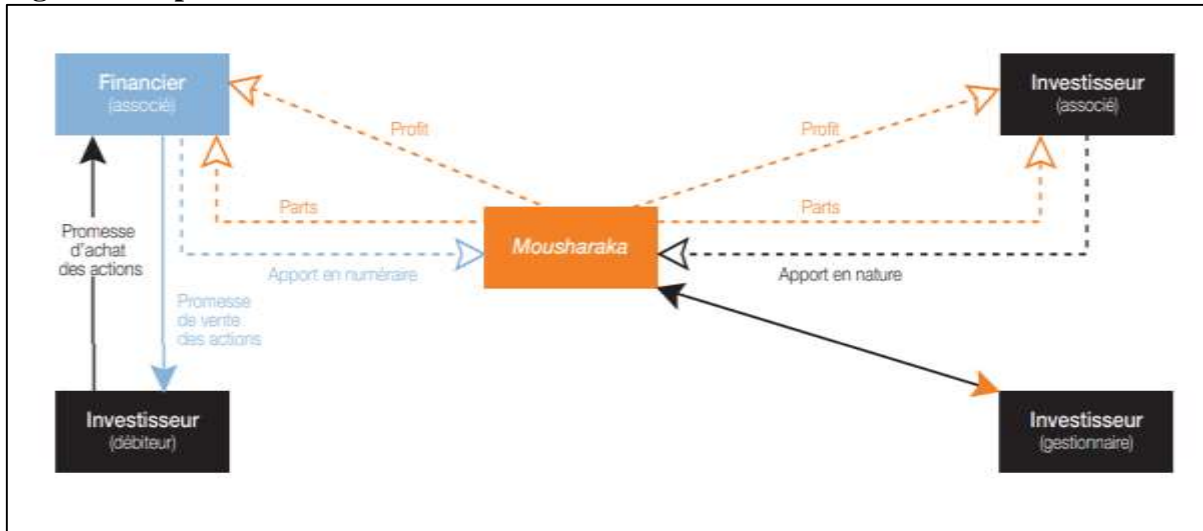 Financier
(associé)
Investisseur
(associé)
Profit
Profit
Parts
Parts
Mousharaka
Promesse
d'achat
des actions
Apport en numéraire
Apport en nature
Promesse
de vente
des actions
Investisseur
(débiteur)
Investisseur
(gestionnaire)